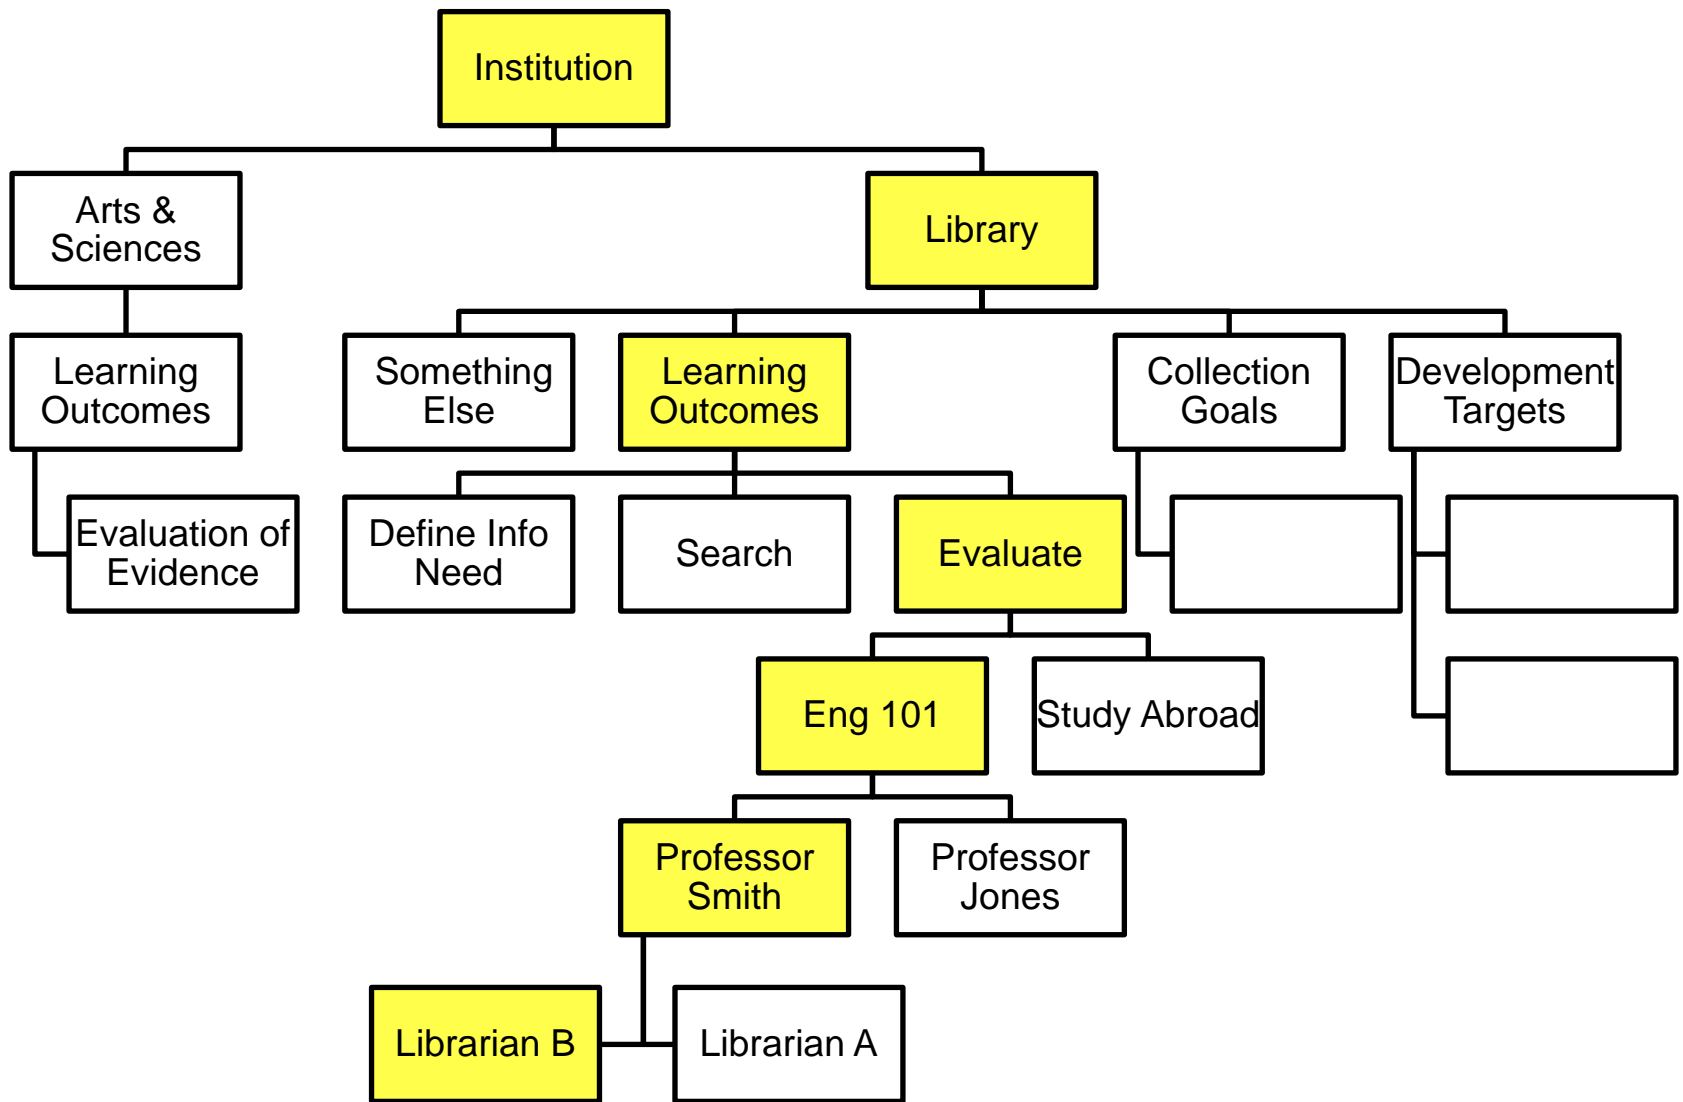 Institution
Arts &
Sciences
Library
Learning
Outcomes
Something
Else
Learning
Outcomes
Collection
Goals
Development
Targets
Evaluation of
Evidence
Define Info
Need
Search
Evaluate
Eng 101
Study Abroad
Professor
Smith
Professor
Jones
Librarian B
Librarian A